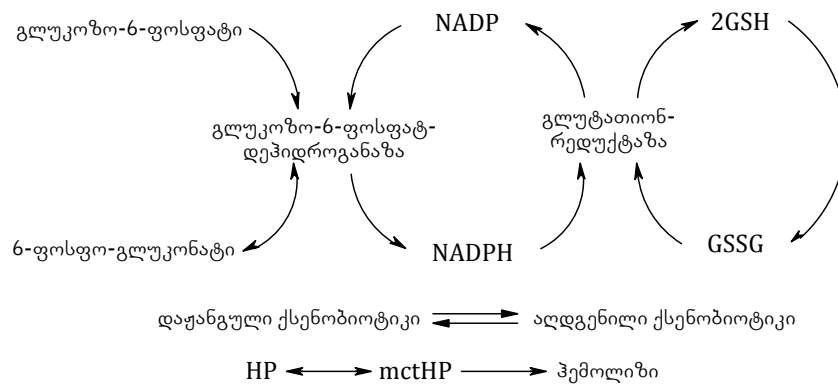 გლუკოზო-6-ფოსფატი
NADP
2GSH
გლუკოზო-6-ფოსფატ-
დეჰიდროგანაზა
გლუტათიონ-
რედუქტაზა
6-ფოსფო-გლუკონატი
NADPH
GSSG
დაჟანგული ქსენობიოტიკი
აღდგენილი ქსენობიოტიკი
HP
mctHP
ჰემოლიზი